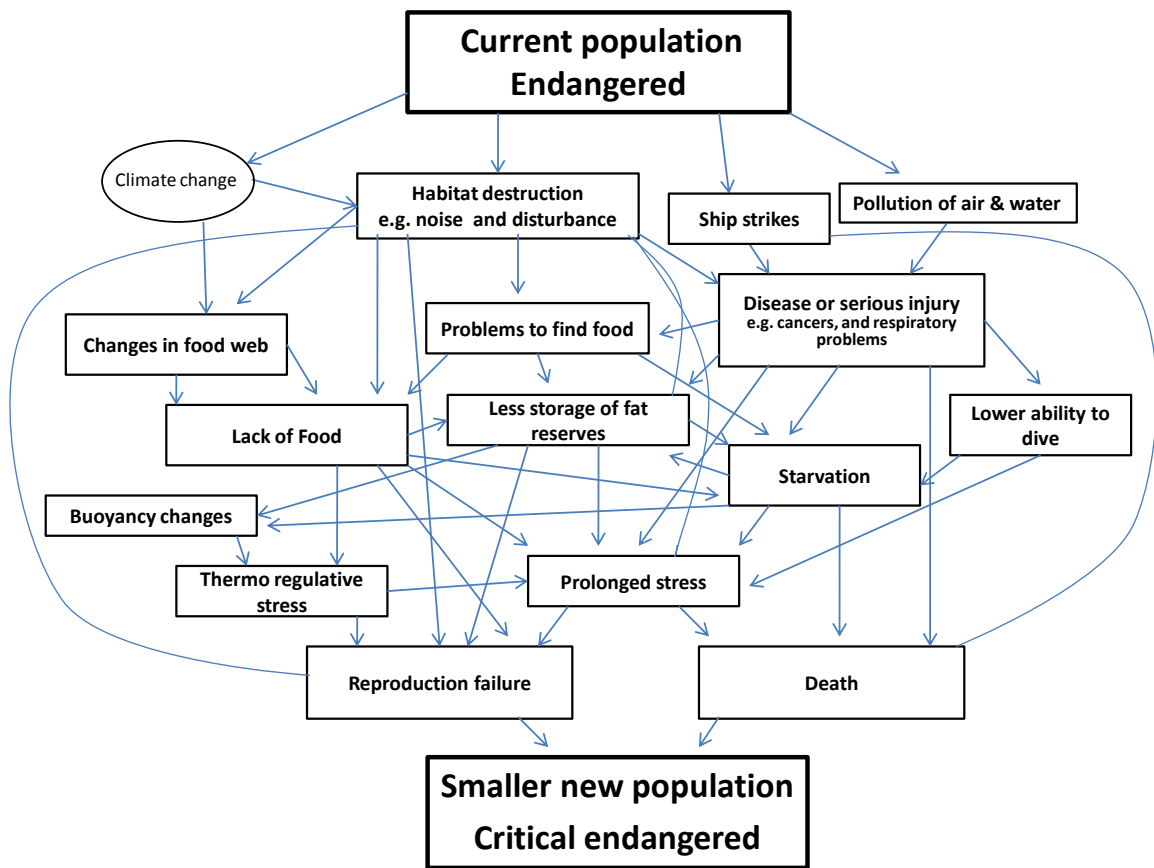 Current population
Endangered
Climate change
Habitat destruction
e.g. noise and disturbance
Ship strikes
Pollution of air & water
Changes in food web
Problems to find food
Disease or serious injury
e.g. cancers, and respiratory
problems
Lack of Food
Less storage of fat
reserves
Lower ability to
dive
Starvation
Buoyancy changes
Thermo regulative
stress
Prolonged stress
Reproduction failure
Death
Smaller new population
Critical endangered